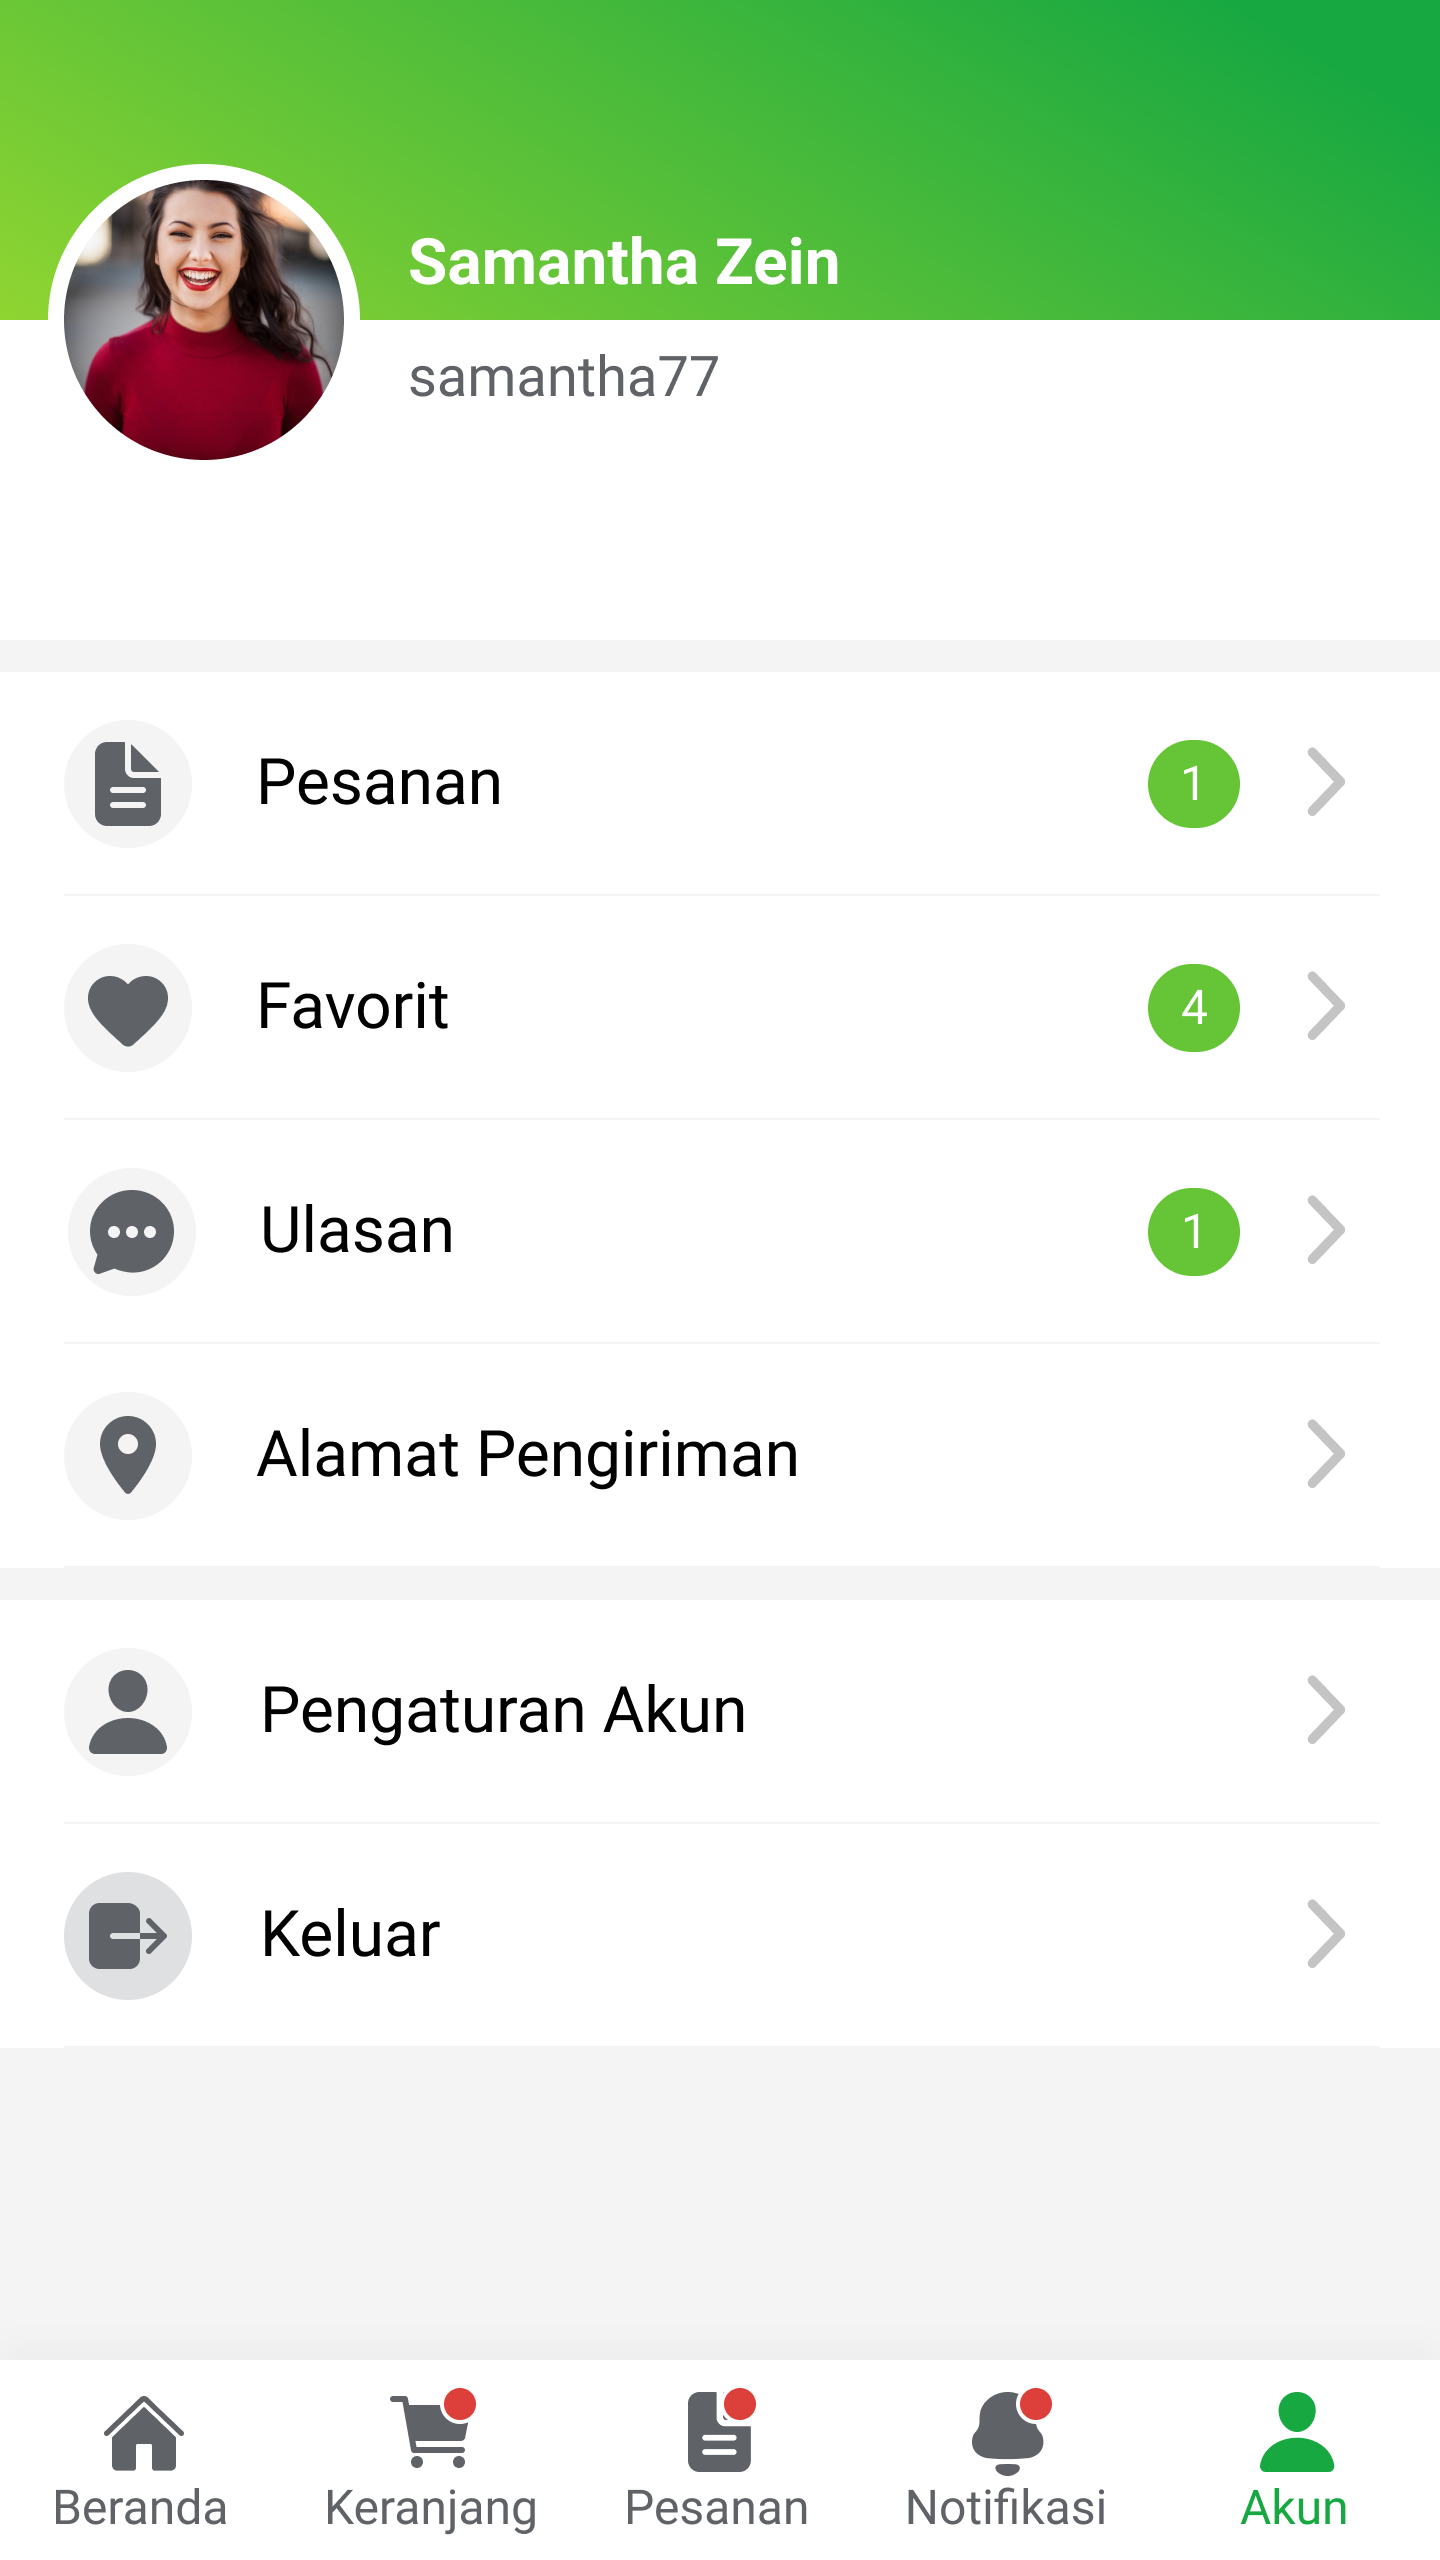 Samantha Zein
samantha77
Pesanan 1
Favorit 4
Ulasan 1
Alamat Pengiriman
Pengaturan Akun
Keluar
Beranda Keranjang Pesanan Notifikasi Akun